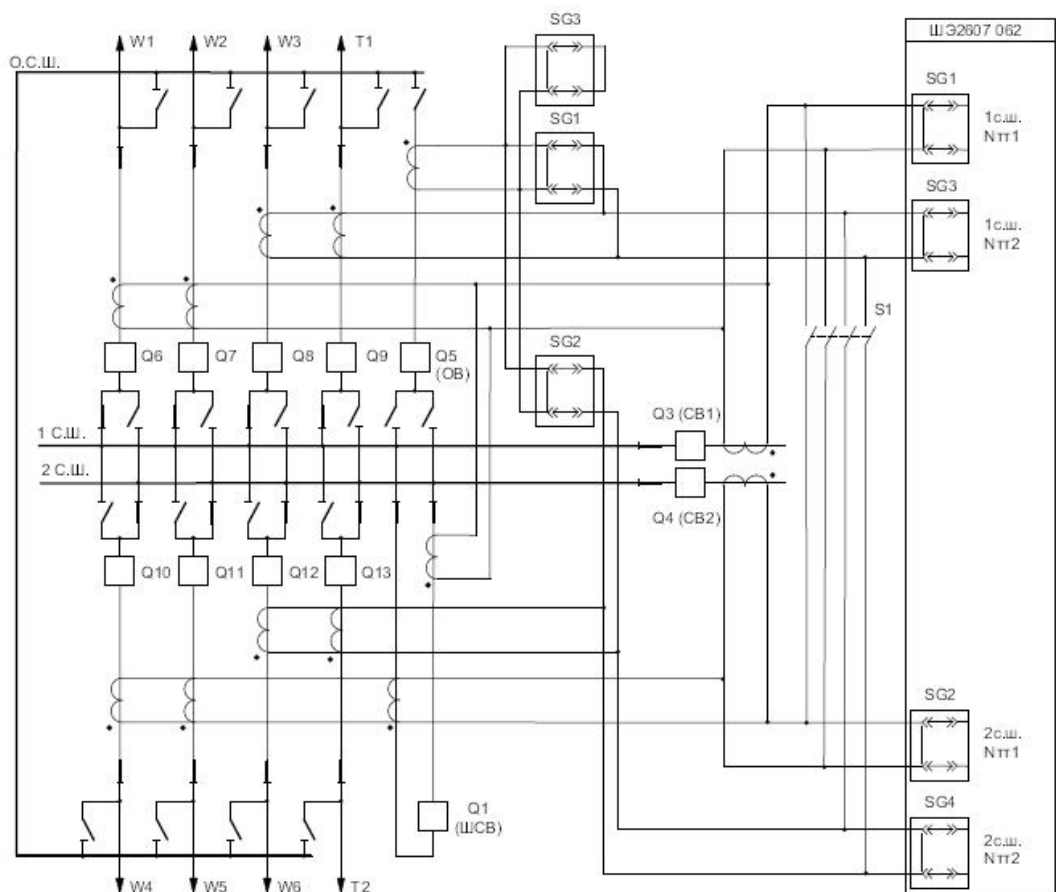 SG3
ШЭ2607 062
W1 W2 W3 T1
О.С.Ш.
SG1
SG1
1с.ш.
Nтт1
SG3
1с.ш.
Nтт2
S1
Q6 Q7 Q8 Q9 Q5
(ОВ)
SG2
Q3 (СВ1)
1 С.Ш.
2 С.Ш.
Q4 (СВ2)
Q10 Q11 Q12 Q13
SG2
2с.ш.
Nтт1
Q1
(ШСВ)
SG4
2с.ш.
Nтт2
W4 W5 W6 T2